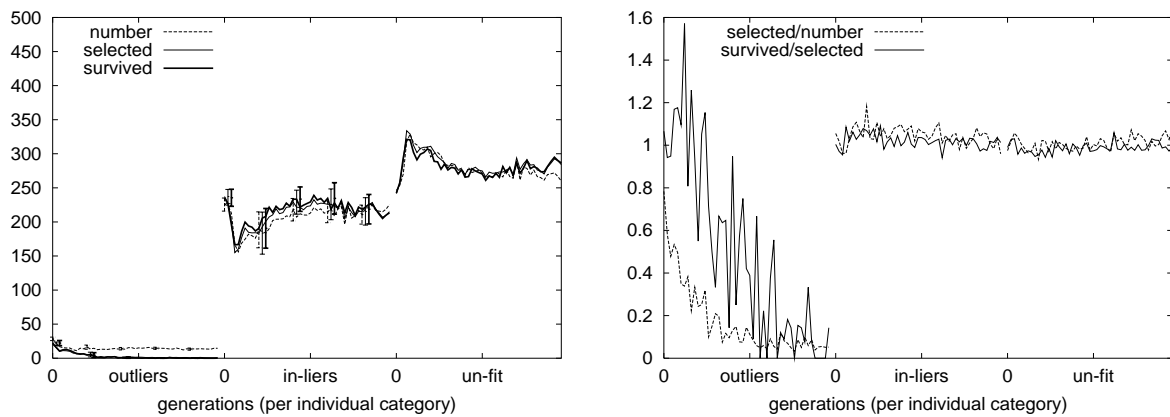 500
450
400
350
300
250
200
150
100
50
0
number
selected
survived
0 outliers 0 in-liers 0 un-fit
generations (per individual category)
1.6
1.4
1.2
1
0.8
0.6
0.4
0.2
0
selected/number
survived/selected
0 outliers 0 in-liers 0 un-fit
generations (per individual category)